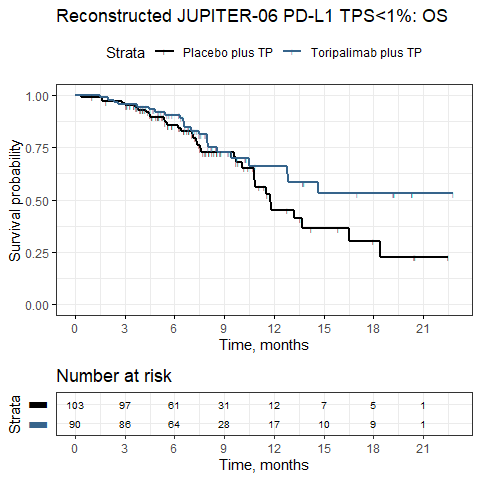 Reconstructed JUPITER-06 PD-L1 TPS<1%: OS
Strata Placebo plus TP Toripalimab plus TP
Survival probability
1.00
0.75
0.50
0.25
0.00
0 3 6 9 12 15 18 21
Time, months
Number at risk
Strata
103 97 61 31 12 7 5 1
90 86 64 28 17 10 9 1
0 3 6 9 12 15 18 21
Time, months